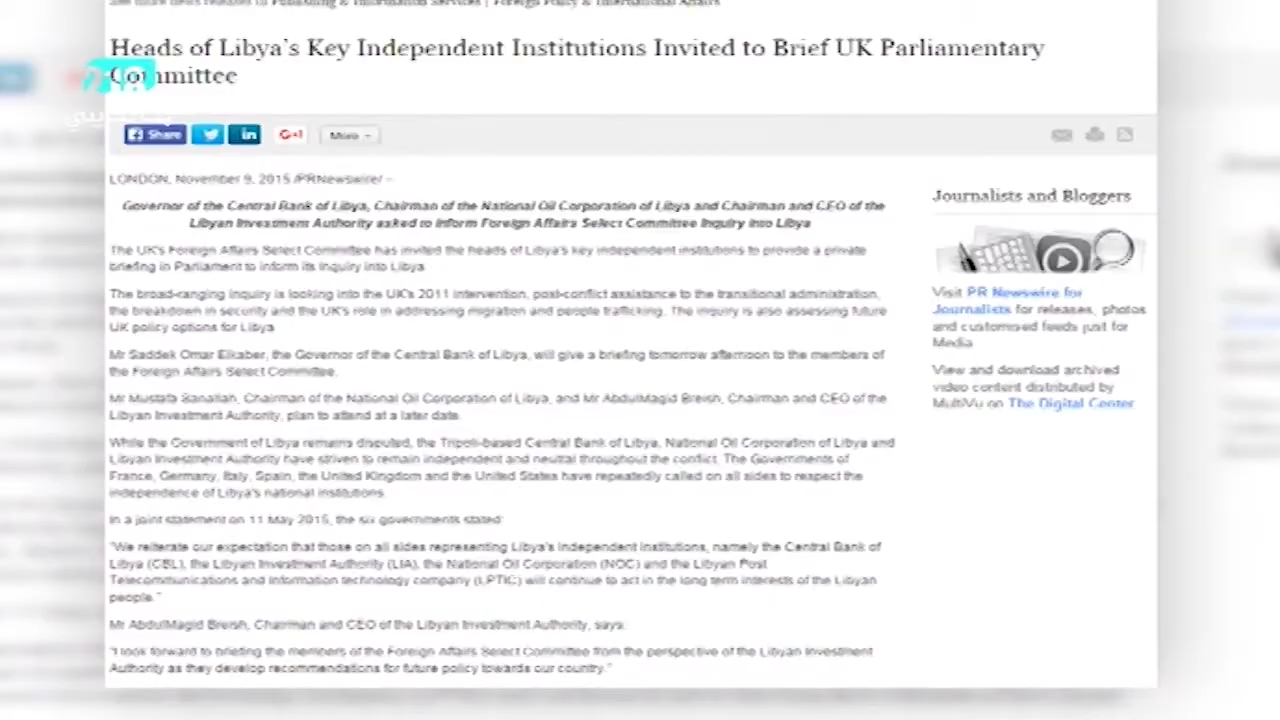 Publishing & Information Services | Foreign Policy & International Affairs
Heads of Libya's Key Independent Institutions Invited to Brief UK Parliamentary
Committee
218
Share
in
G+1
More
LONDON, November 9, 2015 /PRNewswire/ --
Governor of the Central Bank of Libya, Chairman of the National Oil Corporation of Libya and Chairman and CEO of the
Libyan Investment Authority asked to inform Foreign Affairs Select Committee Inquiry into Libya
The UK's Foreign Affairs Select Committee has invited the heads of Libya's key independent institutions to provide a private
briefing in Parliament to inform its Inquiry into Libya
The broad-ranging inquiry is looking into the UK's 2011 intervention, post-conflict assistance to the transitional administration,
the breakdown in security and the UK's role in addressing migration and people trafficking. The inquiry is also assessing future
UK policy options for Libya
Mr Saddek Omar Elkaber, the Governor of the Central Bank of Libya, will give a briefing tomorrow afternoon to the members of
the Foreign Affairs Select Committee.
Mr Mustafa Sanallah, Chairman of the National Oil Corporation of Libya, and Mr AbdulMagid Breish, Chairman and CEO of the
Libyan Investment Authority, plan to attend at a later date.
While the Government of Libya remains disputed, the Tripoli-based Central Bank of Libya, National Oil Corporation of Libya and
Libyan Investment Authority have striven to remain independent and neutral throughout the conflict. The Governments of
France, Germany, Italy, Spain, the United Kingdom and the United States have repeatedly called on all sides to respect the
independence of Libya's national institutions.
In a joint statement on 11 May 2015, the six governments stated:
"We reiterate our expectation that those on all sides representing Libya's independent institutions, namely the Central Bank of
Libya (CBL), the Libyan Investment Authority (LIA), the National Oil Corporation (NOC) and the Libyan Post
Telecommunications and Information technology company (LPTIC) will continue to act in the long term interests of the Libyan
people."
Mr AbdulMagid Breish, Chairman and CEO of the Libyan Investment Authority, says:
"I look forward to briefing the members of the Foreign Affairs Select Committee from the perspective of the Libyan Investment
Authority as they develop recommendations for future policy towards our country."
Journalists and Bloggers
Visit PR Newswire for
Journalists for releases, photos
and customised feeds just for
Media
View and download archived
video content distributed by
MultiVu on The Digital Center